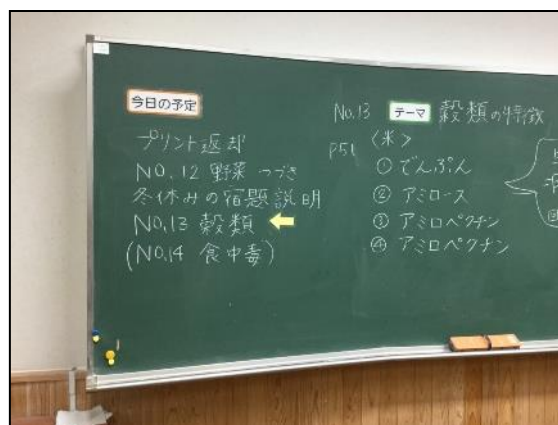 今日の予定
プリント返却
NO.12 野菜 つづき
冬休みの宿題説明
NO.13 穀類
(NO.14 食中毒)
No.13 テーマ 穀類の特徴
P51 <米>
① でんぷん
② アミロース
③ アミロペクチン
④ アミロペクチン